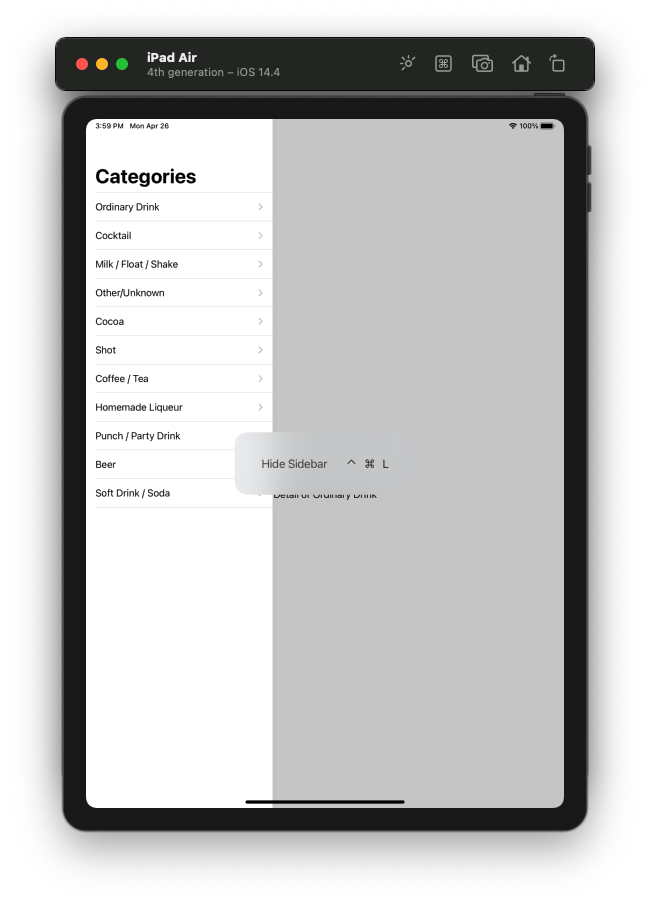 iPad Air
4th generation – iOS 14.4
3:59 PM Mon Apr 26
100%
Categories
Ordinary Drink
Cocktail
Milk / Float / Shake
Other/Unknown
Cocoa
Shot
Coffee / Tea
Homemade Liqueur
Punch / Party Drink
Beer
Hide Sidebar ^ ⌘ L
Soft Drink / Soda
Detail of Ordinary Drink